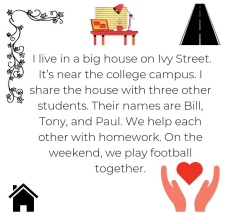 I live in a big house on Ivy Street.
It's near the college campus. I
share the house with three other
students. Their names are Bill,
Tony, and Paul. We help each
other with homework. On the
weekend, we play football
together.